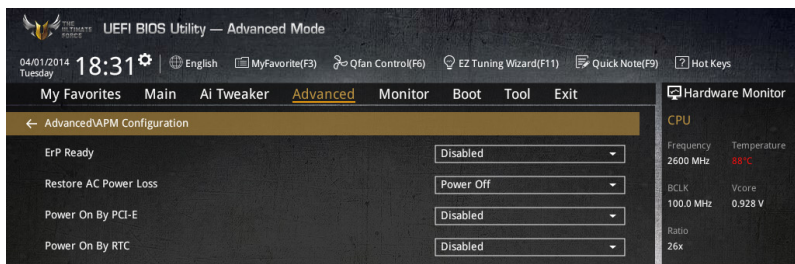 THE ULTIMATE FORCE
UEFI BIOS Utility — Advanced Mode
04/01/2014 Tuesday 18:31 English MyFavorite(F3) Qfan Control(F6) EZ Tuning Wizard(F11) Quick Note(F9) ? Hot Keys
My Favorites Main Ai Tweaker Advanced Monitor Boot Tool Exit
Hardware Monitor
← Advanced\APM Configuration
ErP Ready Disabled
Restore AC Power Loss Power Off
Power On By PCI-E Disabled
Power On By RTC Disabled
CPU
Frequency Temperature
2600 MHz 88°C
BCLK Vcore
100.0 MHz 0.928 V
Ratio
26x